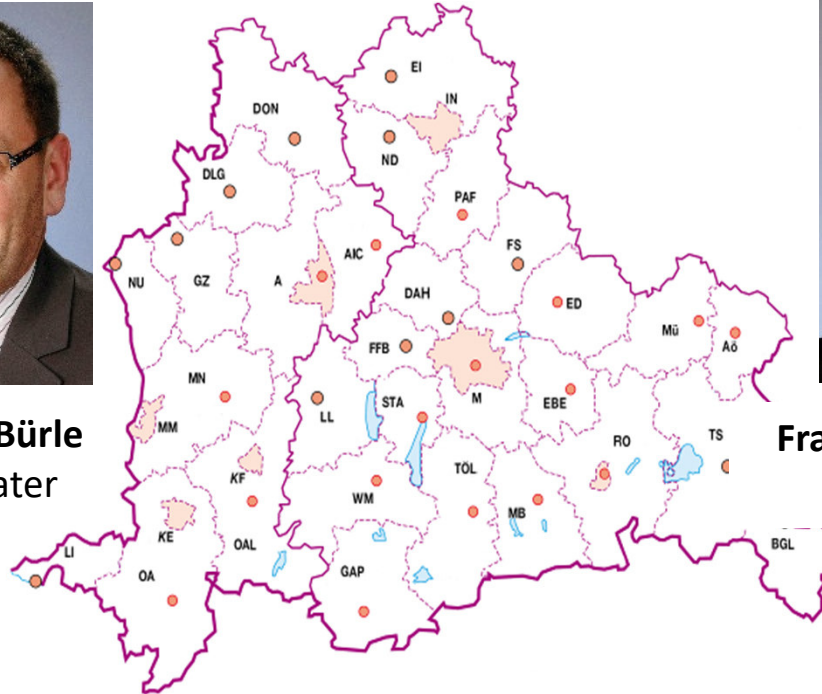 EI
IN
DON
ND
DLG
PAF
FS
AIC
NU
GZ
A
DAH
ED
Mü
Aö
FFB
MN
STA
M
EBE
LL
MM
Bürle
Fra
RO
TS
ater
KF
TÖL
WM
MB
KE
OAL
LI
BGL
OA
GAP